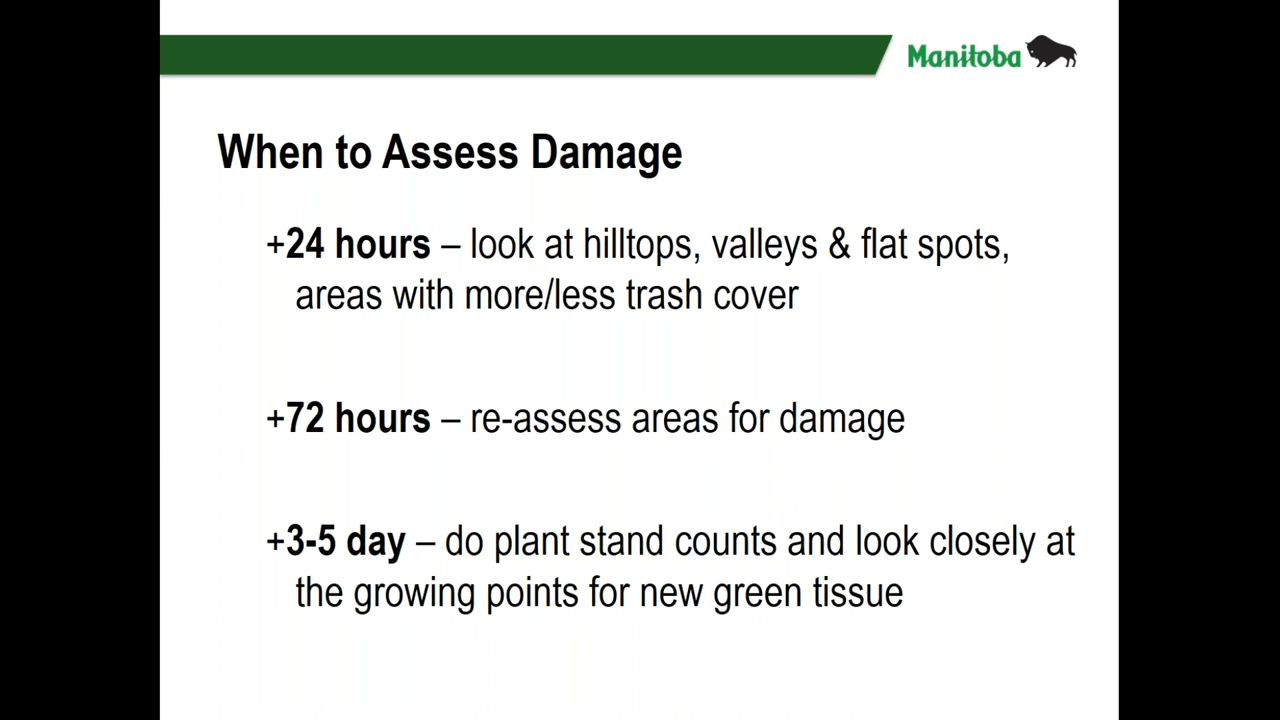 Manitoba
When to Assess Damage
+24 hours – look at hilltops, valleys & flat spots,
areas with more/less trash cover
+72 hours – re-assess areas for damage
+3-5 day – do plant stand counts and look closely at
the growing points for new green tissue